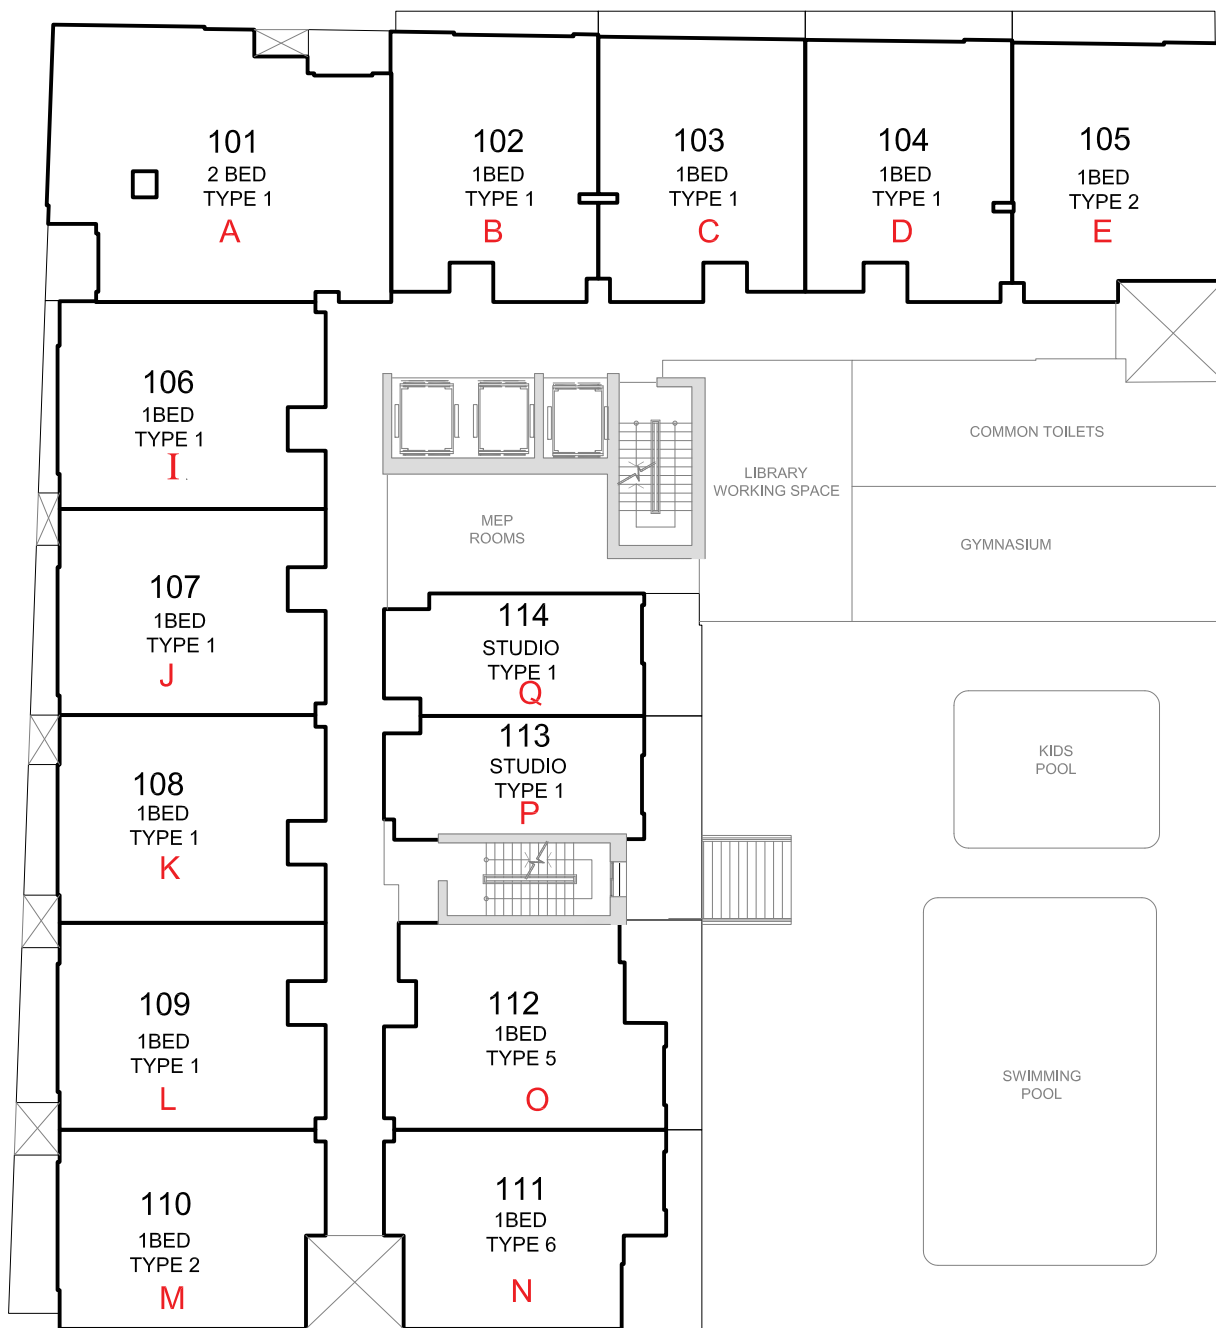 101
2 BED
TYPE 1
A
102
1BED
TYPE 1
B
103
1BED
TYPE 1
C
104
1BED
TYPE 1
D
105
1BED
TYPE 2
E
106
1BED
TYPE 1
I
COMMON TOILETS
LIBRARY
WORKING SPACE
MEP
ROOMS
GYMNASIUM
107
1BED
TYPE 1
J
114
STUDIO
TYPE 1
Q
113
STUDIO
TYPE 1
P
KIDS
POOL
108
1BED
TYPE 1
K
109
1BED
TYPE 1
L
112
1BED
TYPE 5
O
SWIMMING
POOL
110
1BED
TYPE 2
M
111
1BED
TYPE 6
N